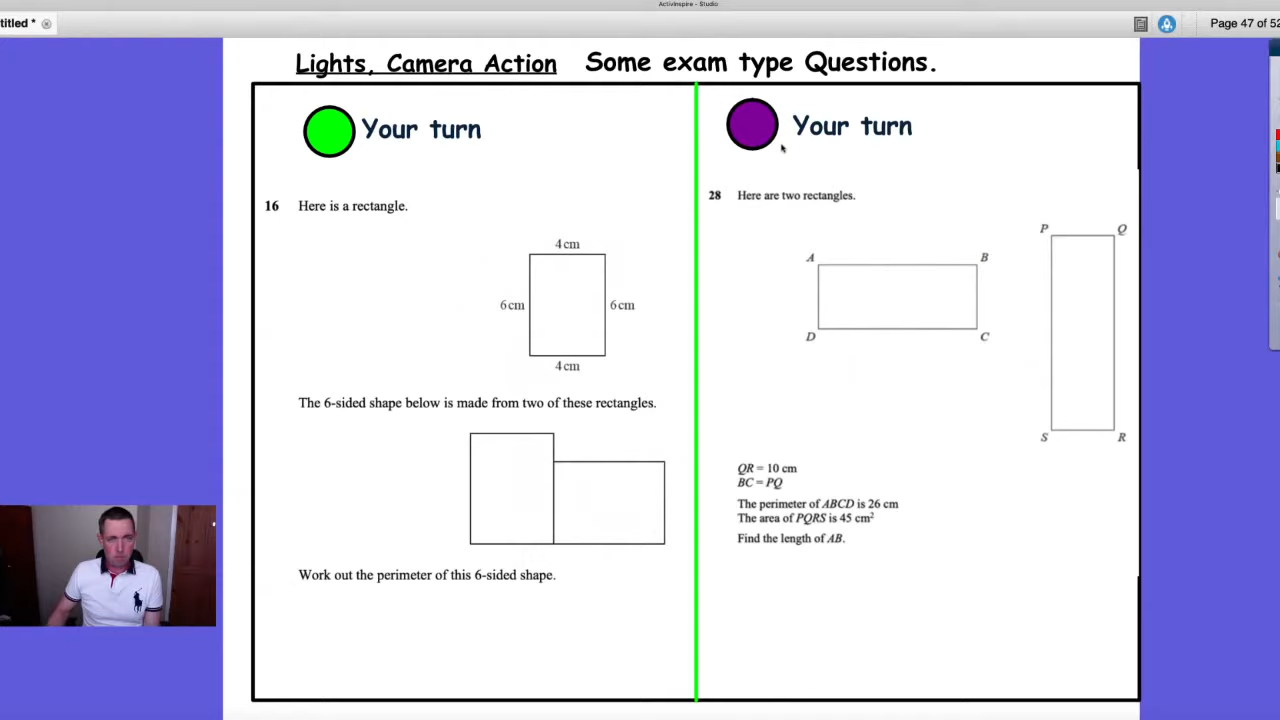 ActivInspire - Studio
titled *
Page 47 of 52
Lights, Camera Action Some exam type Questions.
Your turn
16 Here is a rectangle.
4 cm
6 cm
6 cm
4 cm
The 6-sided shape below is made from two of these rectangles.
Work out the perimeter of this 6-sided shape.
Your turn
28 Here are two rectangles.
P
Q
A
B
D
C
S
R
QR = 10 cm
BC = PQ
The perimeter of ABCD is 26 cm
The area of PQRS is 45 cm²
Find the length of AB.